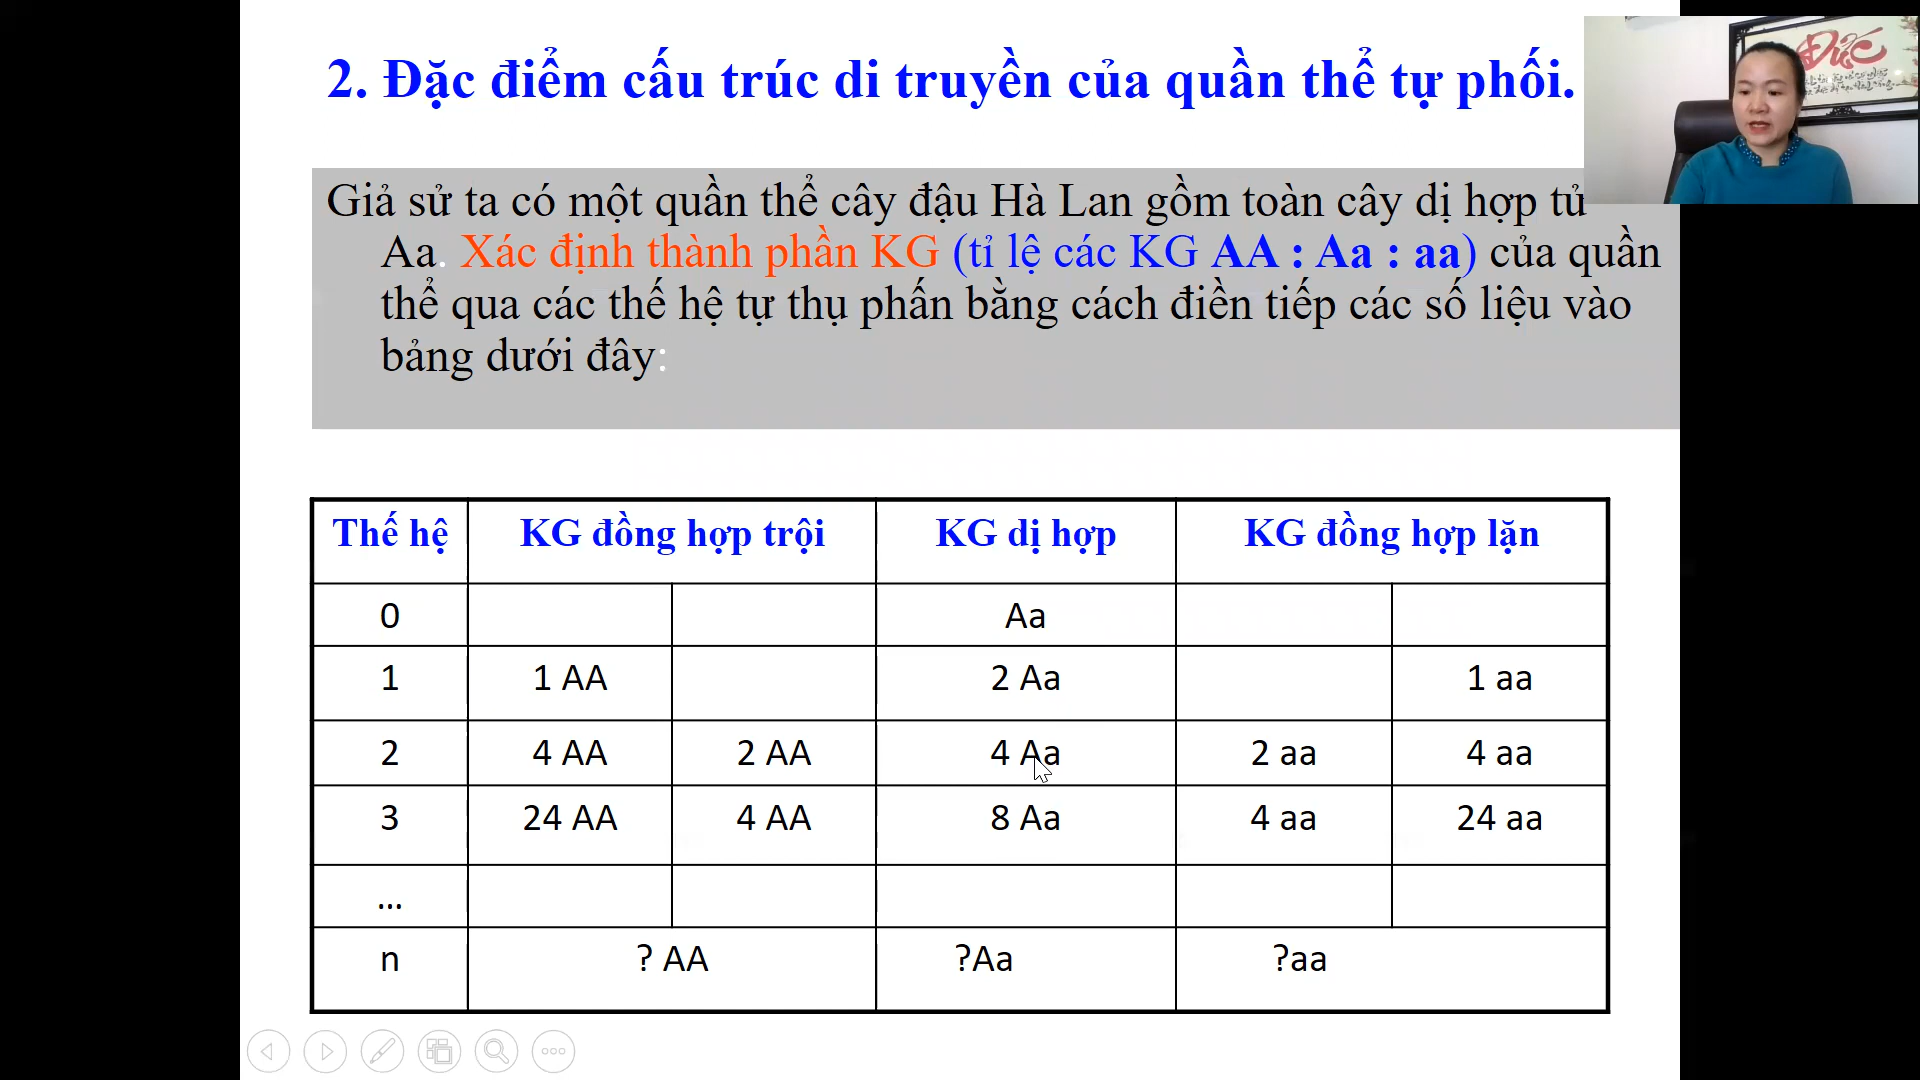 2. Đặc điểm cấu trúc di truyền của quần thể tự phối.
Đức
Giả sử ta có một quần thể cây đậu Hà Lan gồm toàn cây dị hợp tử
Aa. Xác định thành phần KG (tỉ lệ các KG AA : Aa : aa) của quần
thể qua các thế hệ tự thụ phấn bằng cách điền tiếp các số liệu vào
bảng dưới đây:
Thế hệ KG đồng hợp trội KG dị hợp KG đồng hợp lặn
0 Aa
1 1 AA 2 Aa 1 aa
2 4 AA 2 AA 4 Aa 2 aa 4 aa
3 24 AA 4 AA 8 Aa 4 aa 24 aa
...
n ? AA ?Aa ?aa